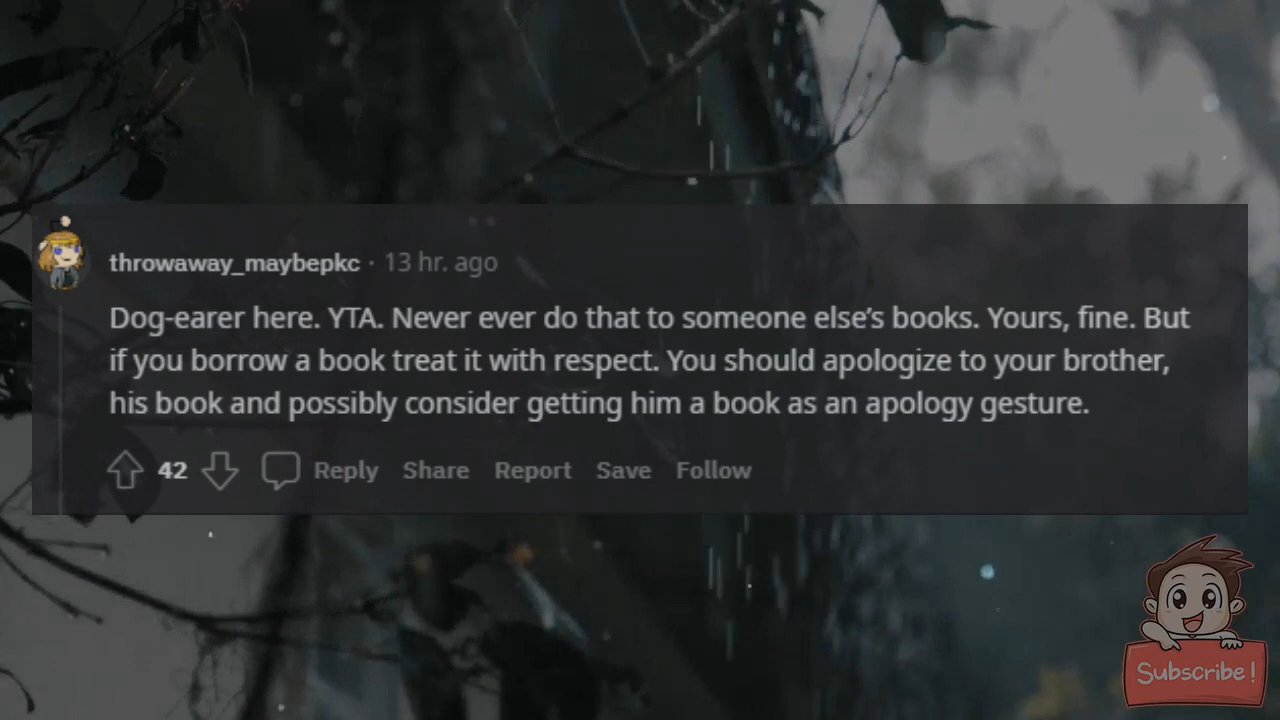 throwaway_maybepkc · 13 hr. ago
Dog-earer here. YTA. Never ever do that to someone else’s books. Yours, fine. But
if you borrow a book treat it with respect. You should apologize to your brother,
his book and possibly consider getting him a book as an apology gesture.
42 Reply Share Report Save Follow
Subscribe!